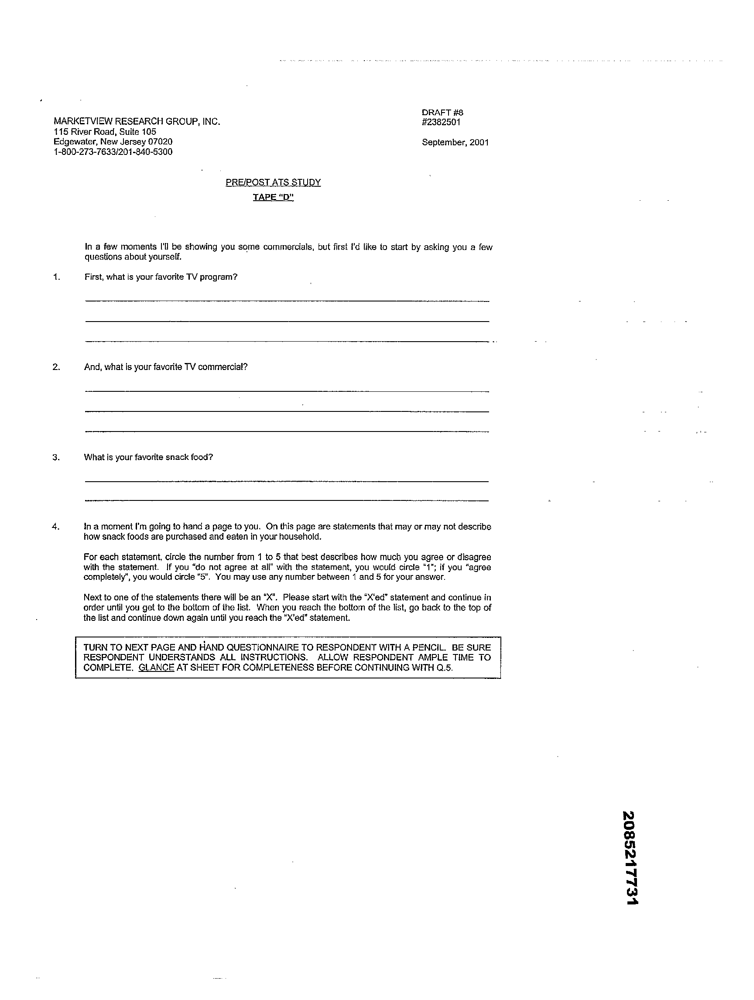 DRAFT #8
MARKETVIEW RESEARCH GROUP, INC.
#2382501
115 River Road, Suite 105
Edgewater, New Jersey 07020
September, 2001
1-800-273-7633/201-840-5300
PRE/POST ATS STUDY
TAPE "D"
In a few moments I'll be showing you some commercials, but first I'd like to start by asking you a few
questions about yourself.
1. First, what is your favorite TV program?
2. And, what is your favorite TV commercial?
3. What is your favorite snack food?
4. In a moment I'm going to hand a page to you. On this page are statements that may or may not describe
how snack foods are purchased and eaten in your household.
For each statement, circle the number from 1 to 5 that best describes how much you agree or disagree
with the statement. If you "do not agree at all" with the statement, you would circle "1"; if you "agree
completely", you would circle "5". You may use any number between 1 and 5 for your answer.
Next to one of the statements there will be an "X". Please start with the "X'ed" statement and continue in
order until you get to the bottom of the list. When you reach the bottom of the list, go back to the top of
the list and continue down again until you reach the "X'ed" statement.
TURN TO NEXT PAGE AND HAND QUESTIONNAIRE TO RESPONDENT WITH A PENCIL. BE SURE
RESPONDENT UNDERSTANDS ALL INSTRUCTIONS. ALLOW RESPONDENT AMPLE TIME TO
COMPLETE. GLANCE AT SHEET FOR COMPLETENESS BEFORE CONTINUING WITH Q.5.
2085217731